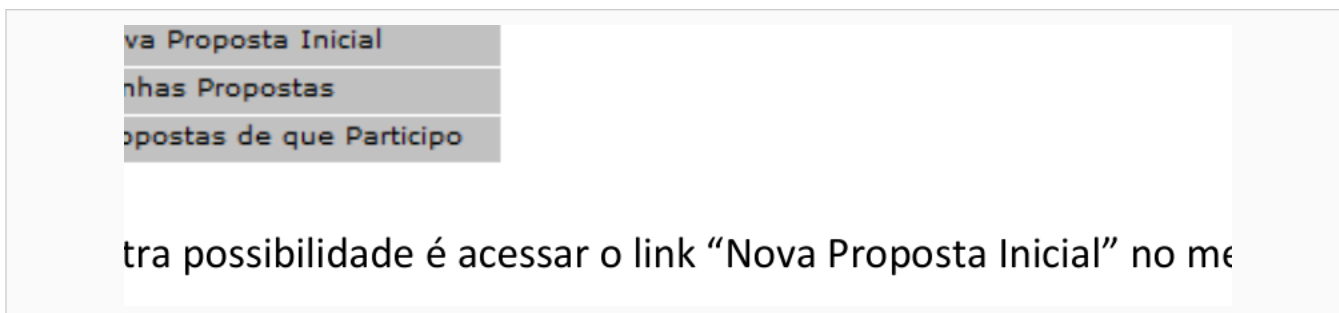 va Proposta Inicial
nhas Propostas
opostas de que Participo
tra possibilidade é acessar o link “Nova Proposta Inicial” no me